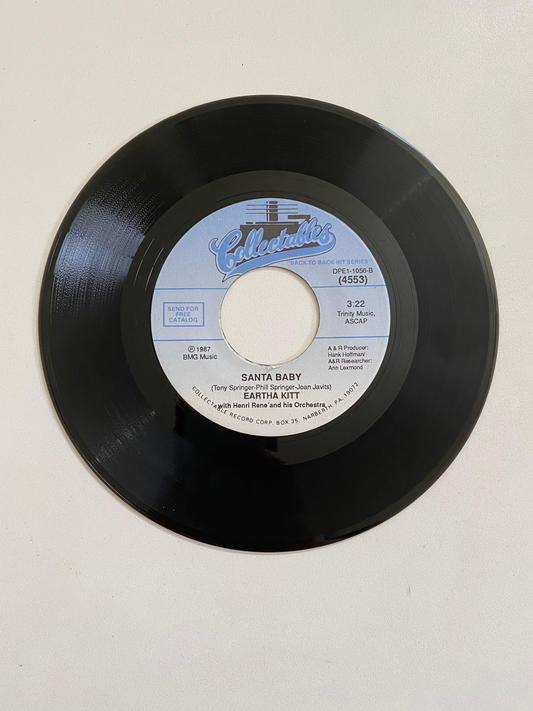 Collectables
BACK TO BACK HIT SERIES
DPE1-1056-B
(4553)
SEND FOR
FREE
CATALOG
3:22
Trinity Music,
ASCAP
℗ 1987
BMG Music
A & R Producer:
Hank Hoffman/
A&R Researcher:
Ann Lexmond
SANTA BABY
(Tony Springer-Phill Springer-Joan Javits)
EARTHA KITT
with Henri Rene' and his Orchestra
COLLECTABLE RECORD CORP. BOX 35, NARBERTH, PA. 19072